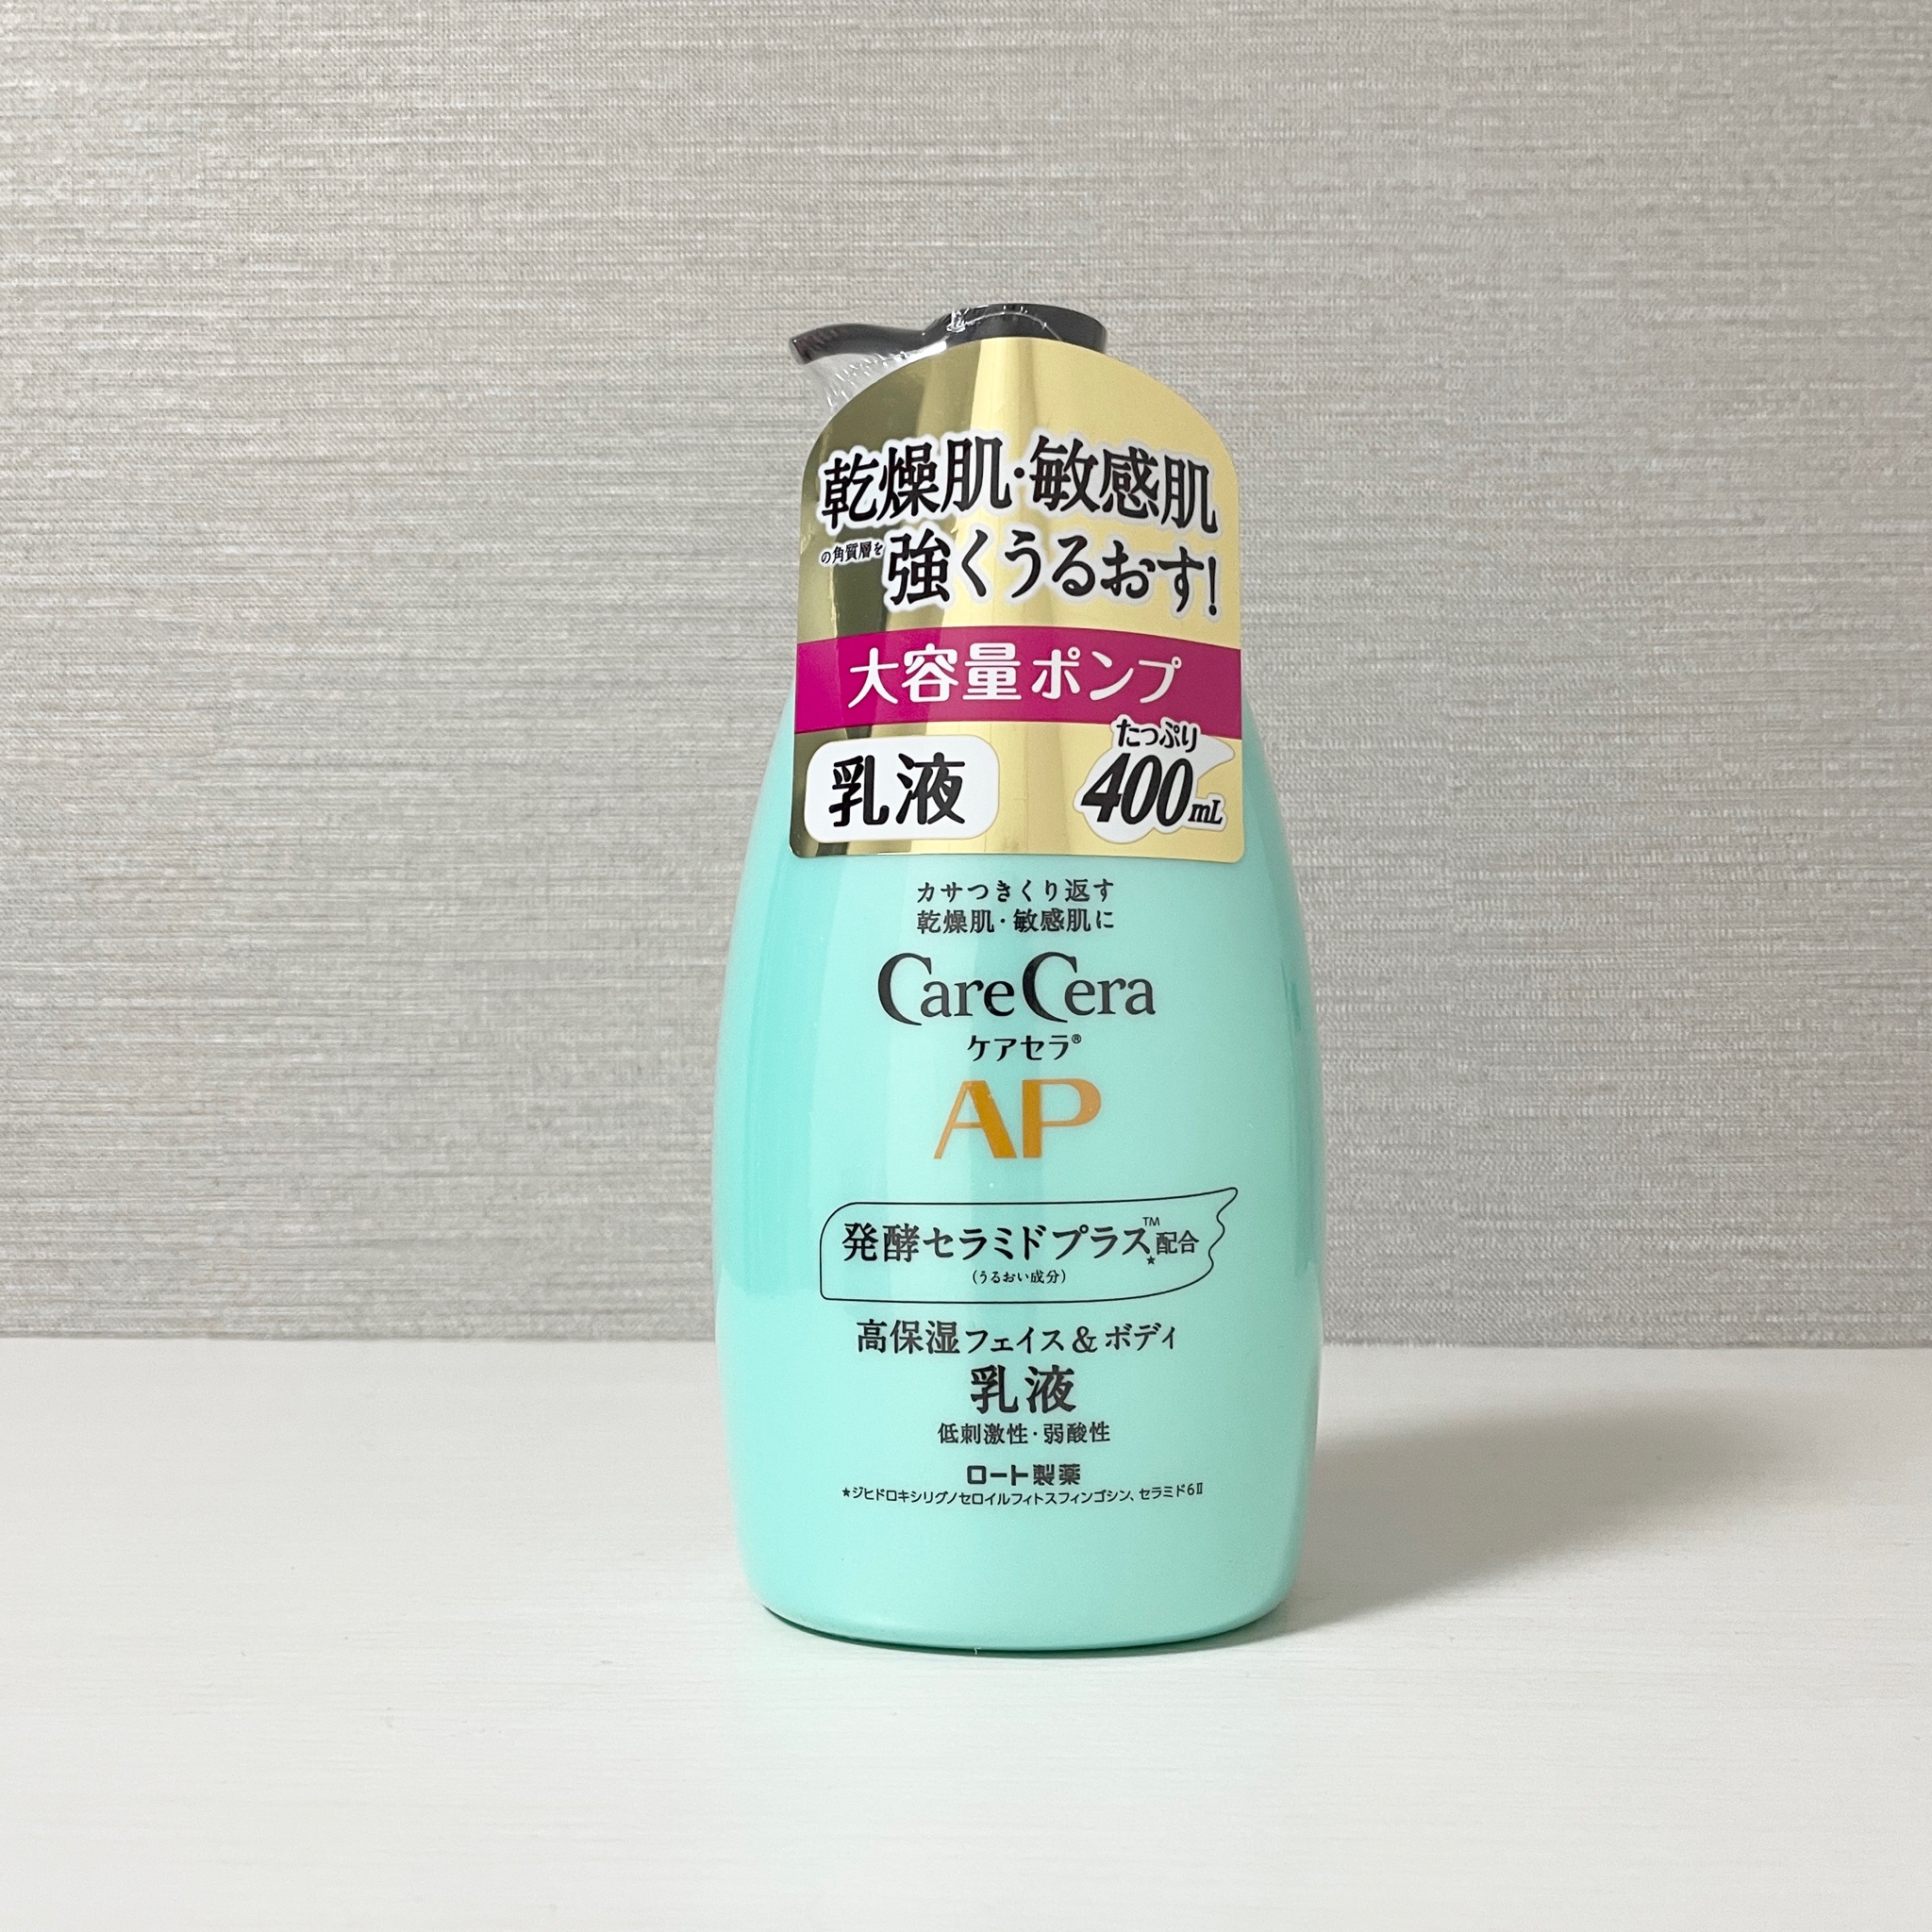 乾燥肌・敏感肌
の角質層を強くうるおす!
大容量ポンプ
乳液
たっぷり
400mL
カサつきくり返す
乾燥肌・敏感肌に
CareCera
ケアセラ®
AP
発酵セラミドプラス™★配合
(うるおい成分)
高保湿フェイス&ボディ
乳液
低刺激性・弱酸性
ロート製薬
★ジヒドロキシリグノセロイルフィトスフィンゴシン、セラミド6Ⅱ